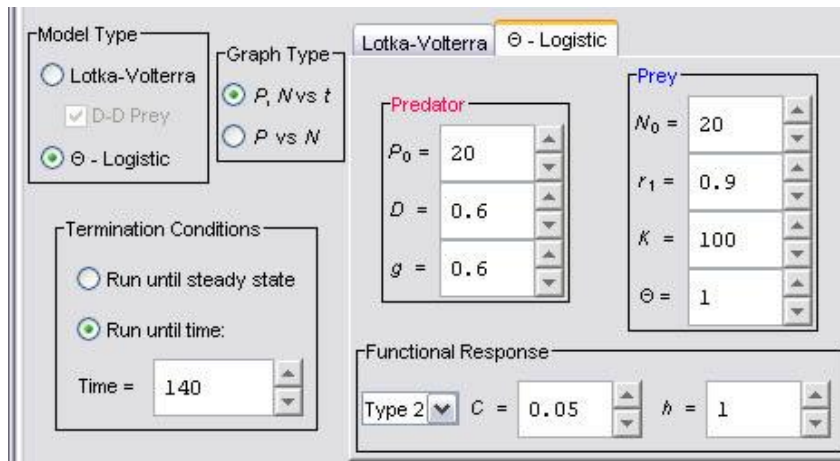 Model Type
Lotka-Volterra
D-D Prey
Θ - Logistic
Graph Type
P, N vs t
P vs N
Termination Conditions
Run until steady state
Run until time:
Time = 140
Lotka-Volterra Θ - Logistic
Predator
P₀ = 20
D = 0.6
g = 0.6
Prey
N₀ = 20
r₁ = 0.9
K = 100
Θ = 1
Functional Response
Type 2 C = 0.05 h = 1